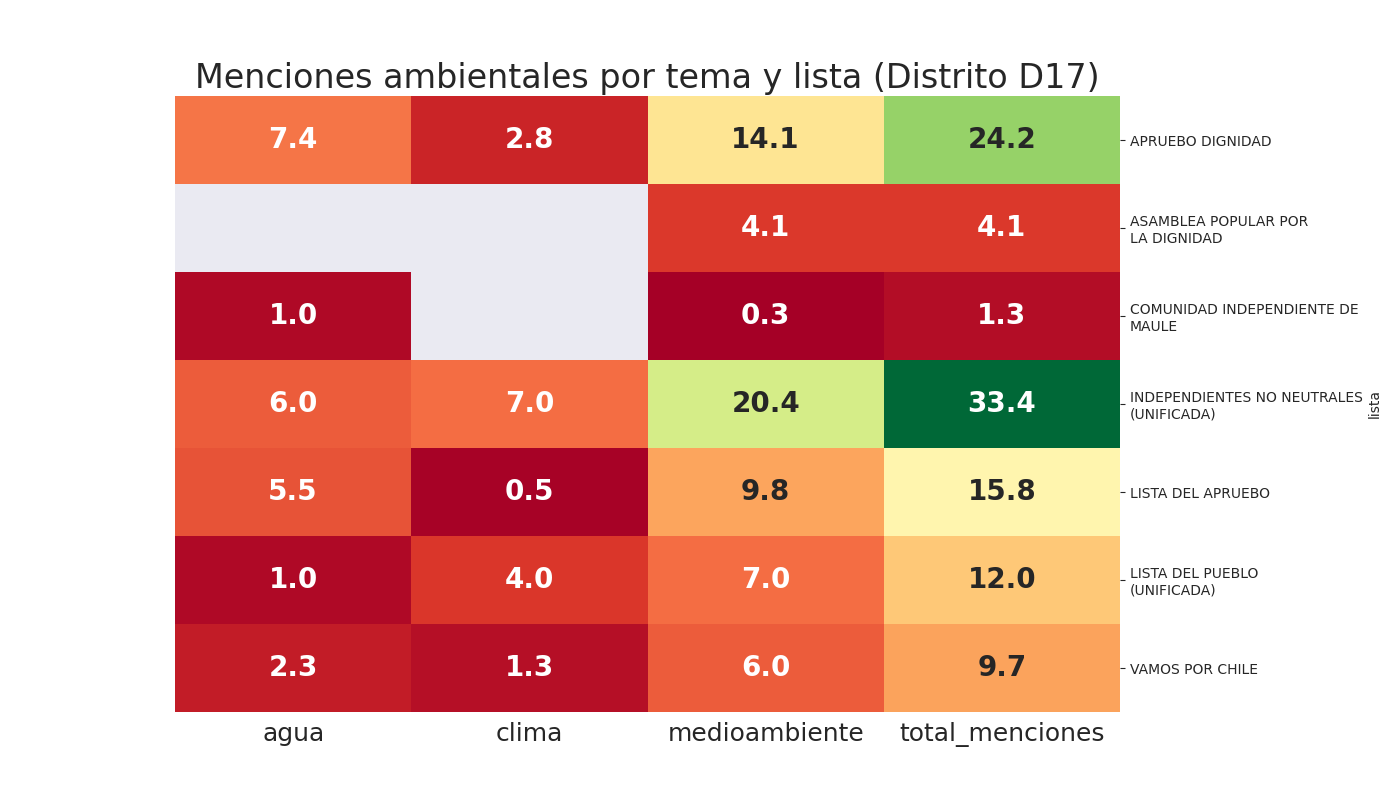 Menciones ambientales por tema y lista (Distrito D17)
7.4 2.8 14.1 24.2 APRUEBO DIGNIDAD
4.1 4.1 ASAMBLEA POPULAR POR
LA DIGNIDAD
1.0 0.3 1.3 COMUNIDAD INDEPENDIENTE DE
MAULE
6.0 7.0 20.4 33.4 INDEPENDIENTES NO NEUTRALES
(UNIFICADA)
lista
5.5 0.5 9.8 15.8 LISTA DEL APRUEBO
1.0 4.0 7.0 12.0 LISTA DEL PUEBLO
(UNIFICADA)
2.3 1.3 6.0 9.7 VAMOS POR CHILE
agua clima medioambiente total_menciones